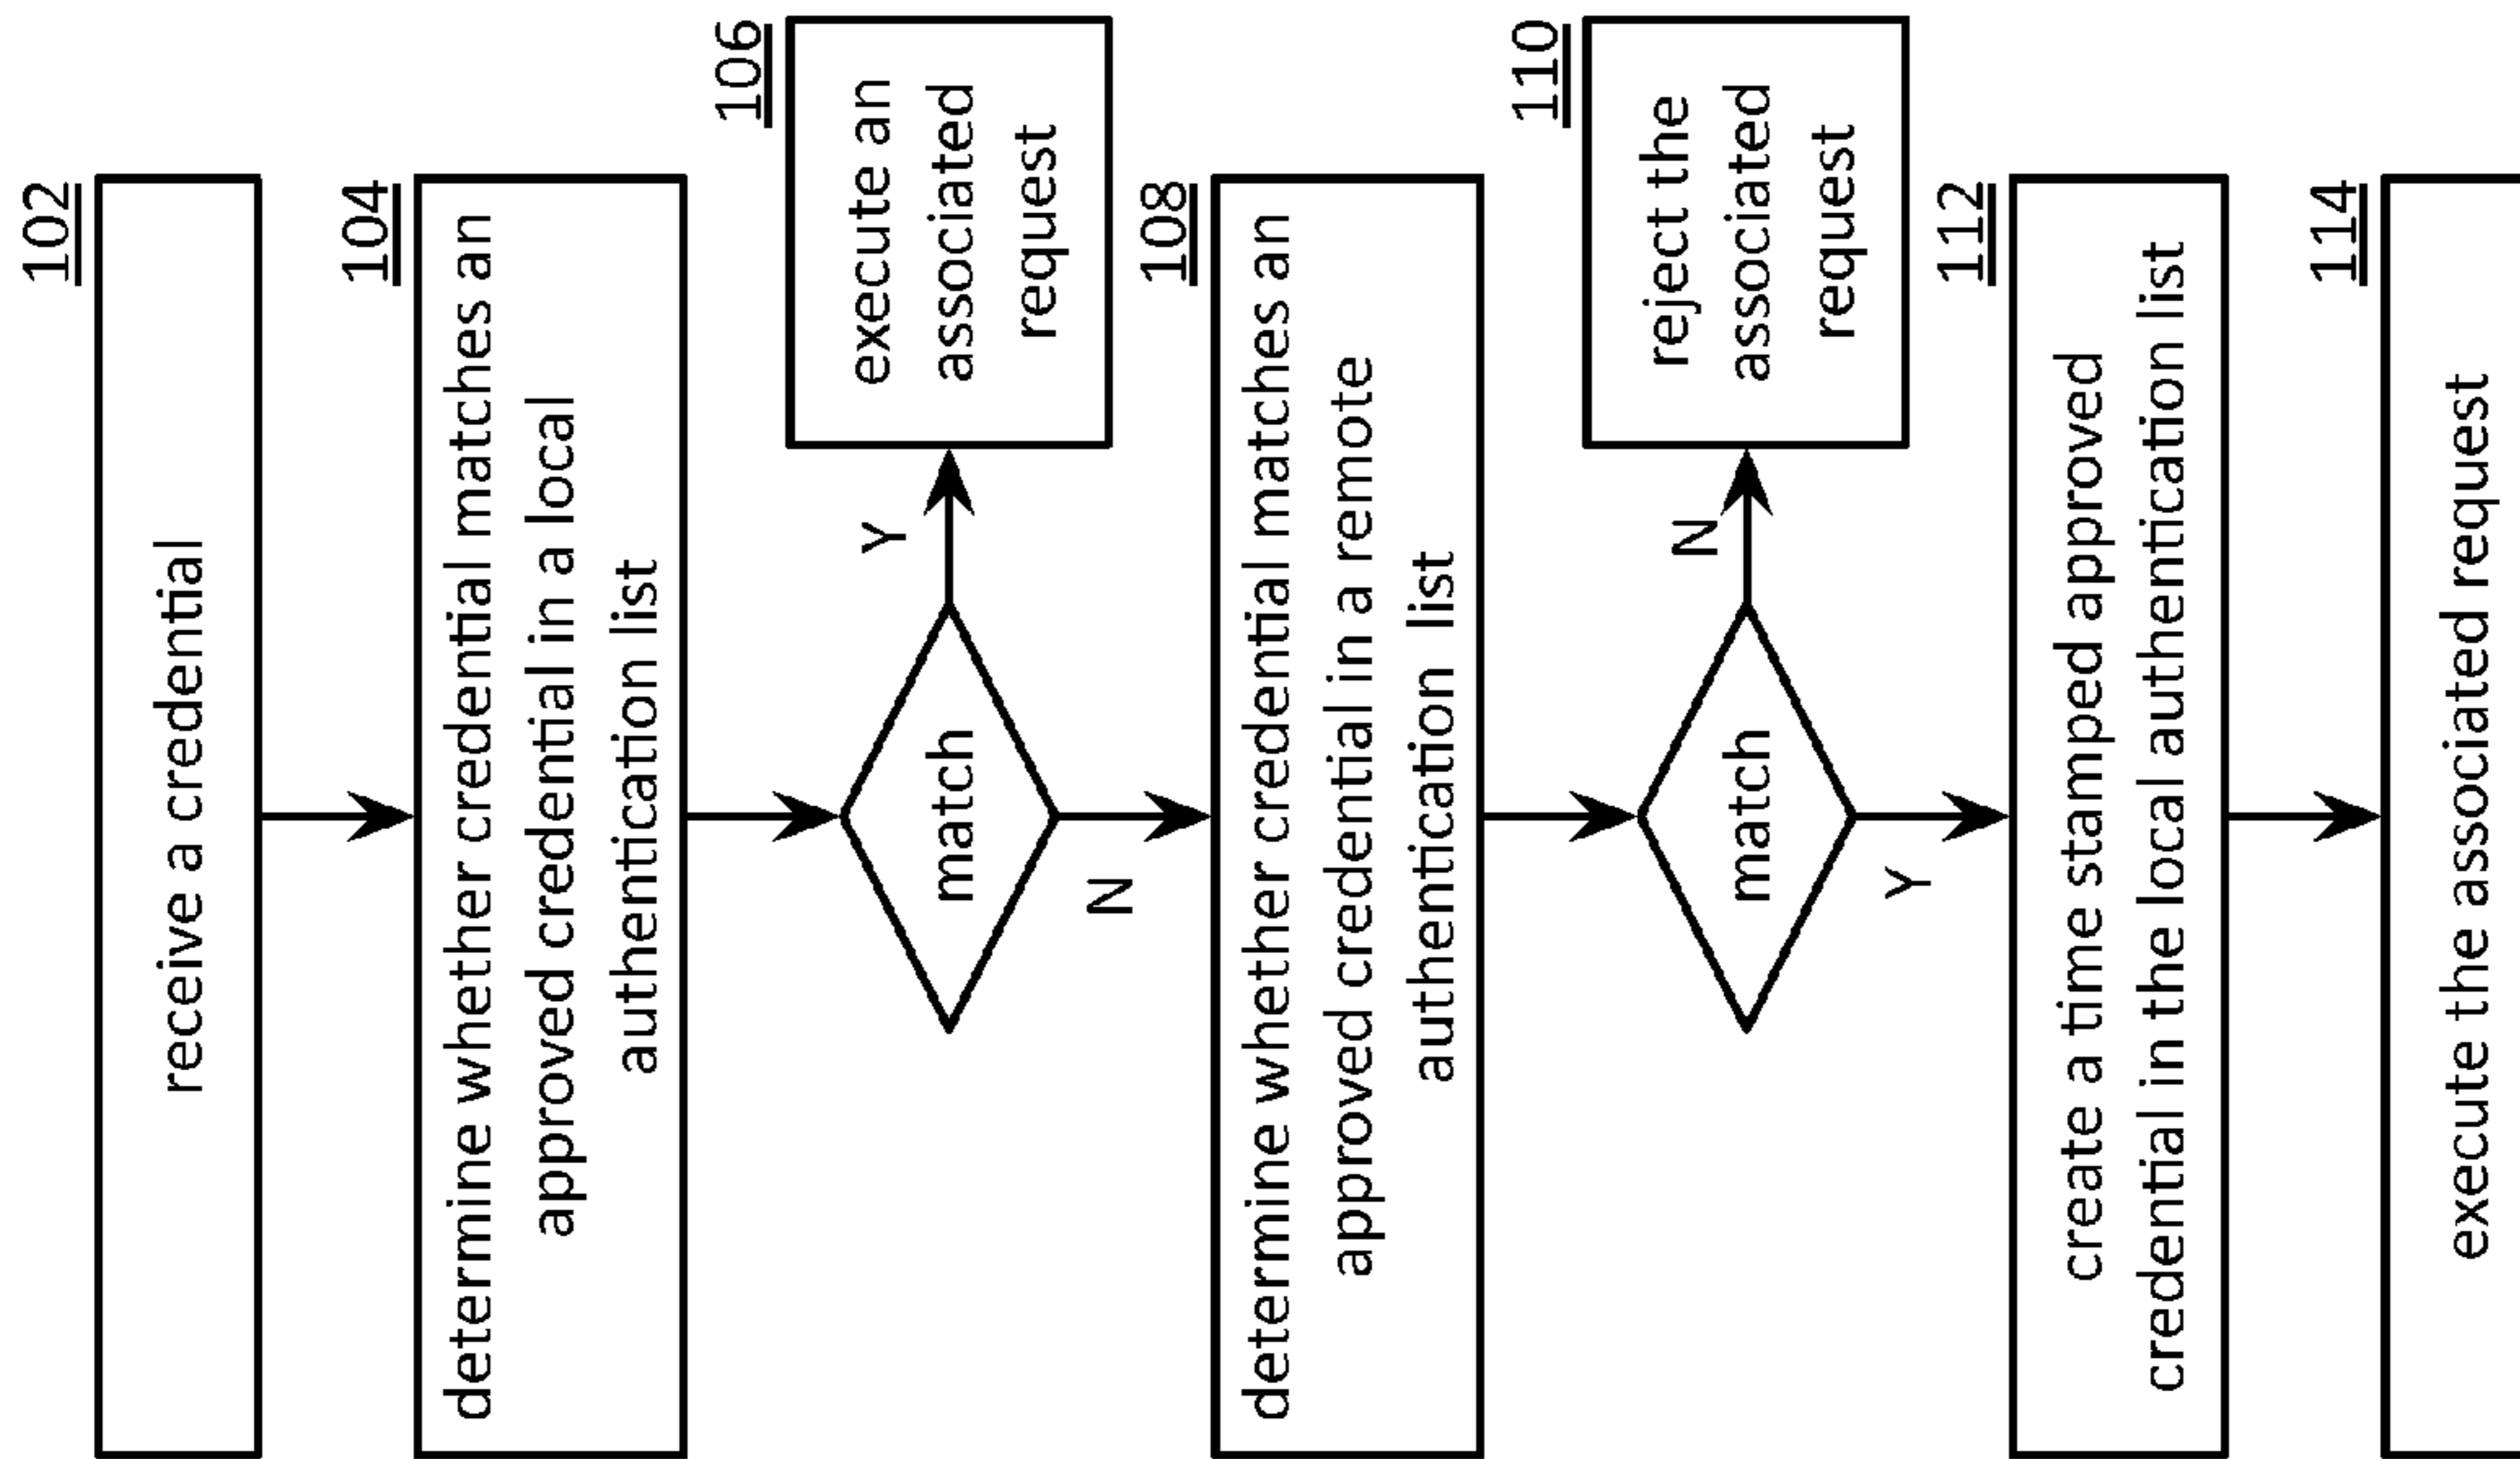 102
receive a credential
104
determine whether credential matches an
approved credential in a local
authentication list
106
execute an
associated
request
match
Y
N
108
determine whether credential matches an
approved credential in a remote
authentication list
110
reject the
associated
request
match
N
Y
112
create a time stamped approved
credential in the local authentication list
114
execute the associated request